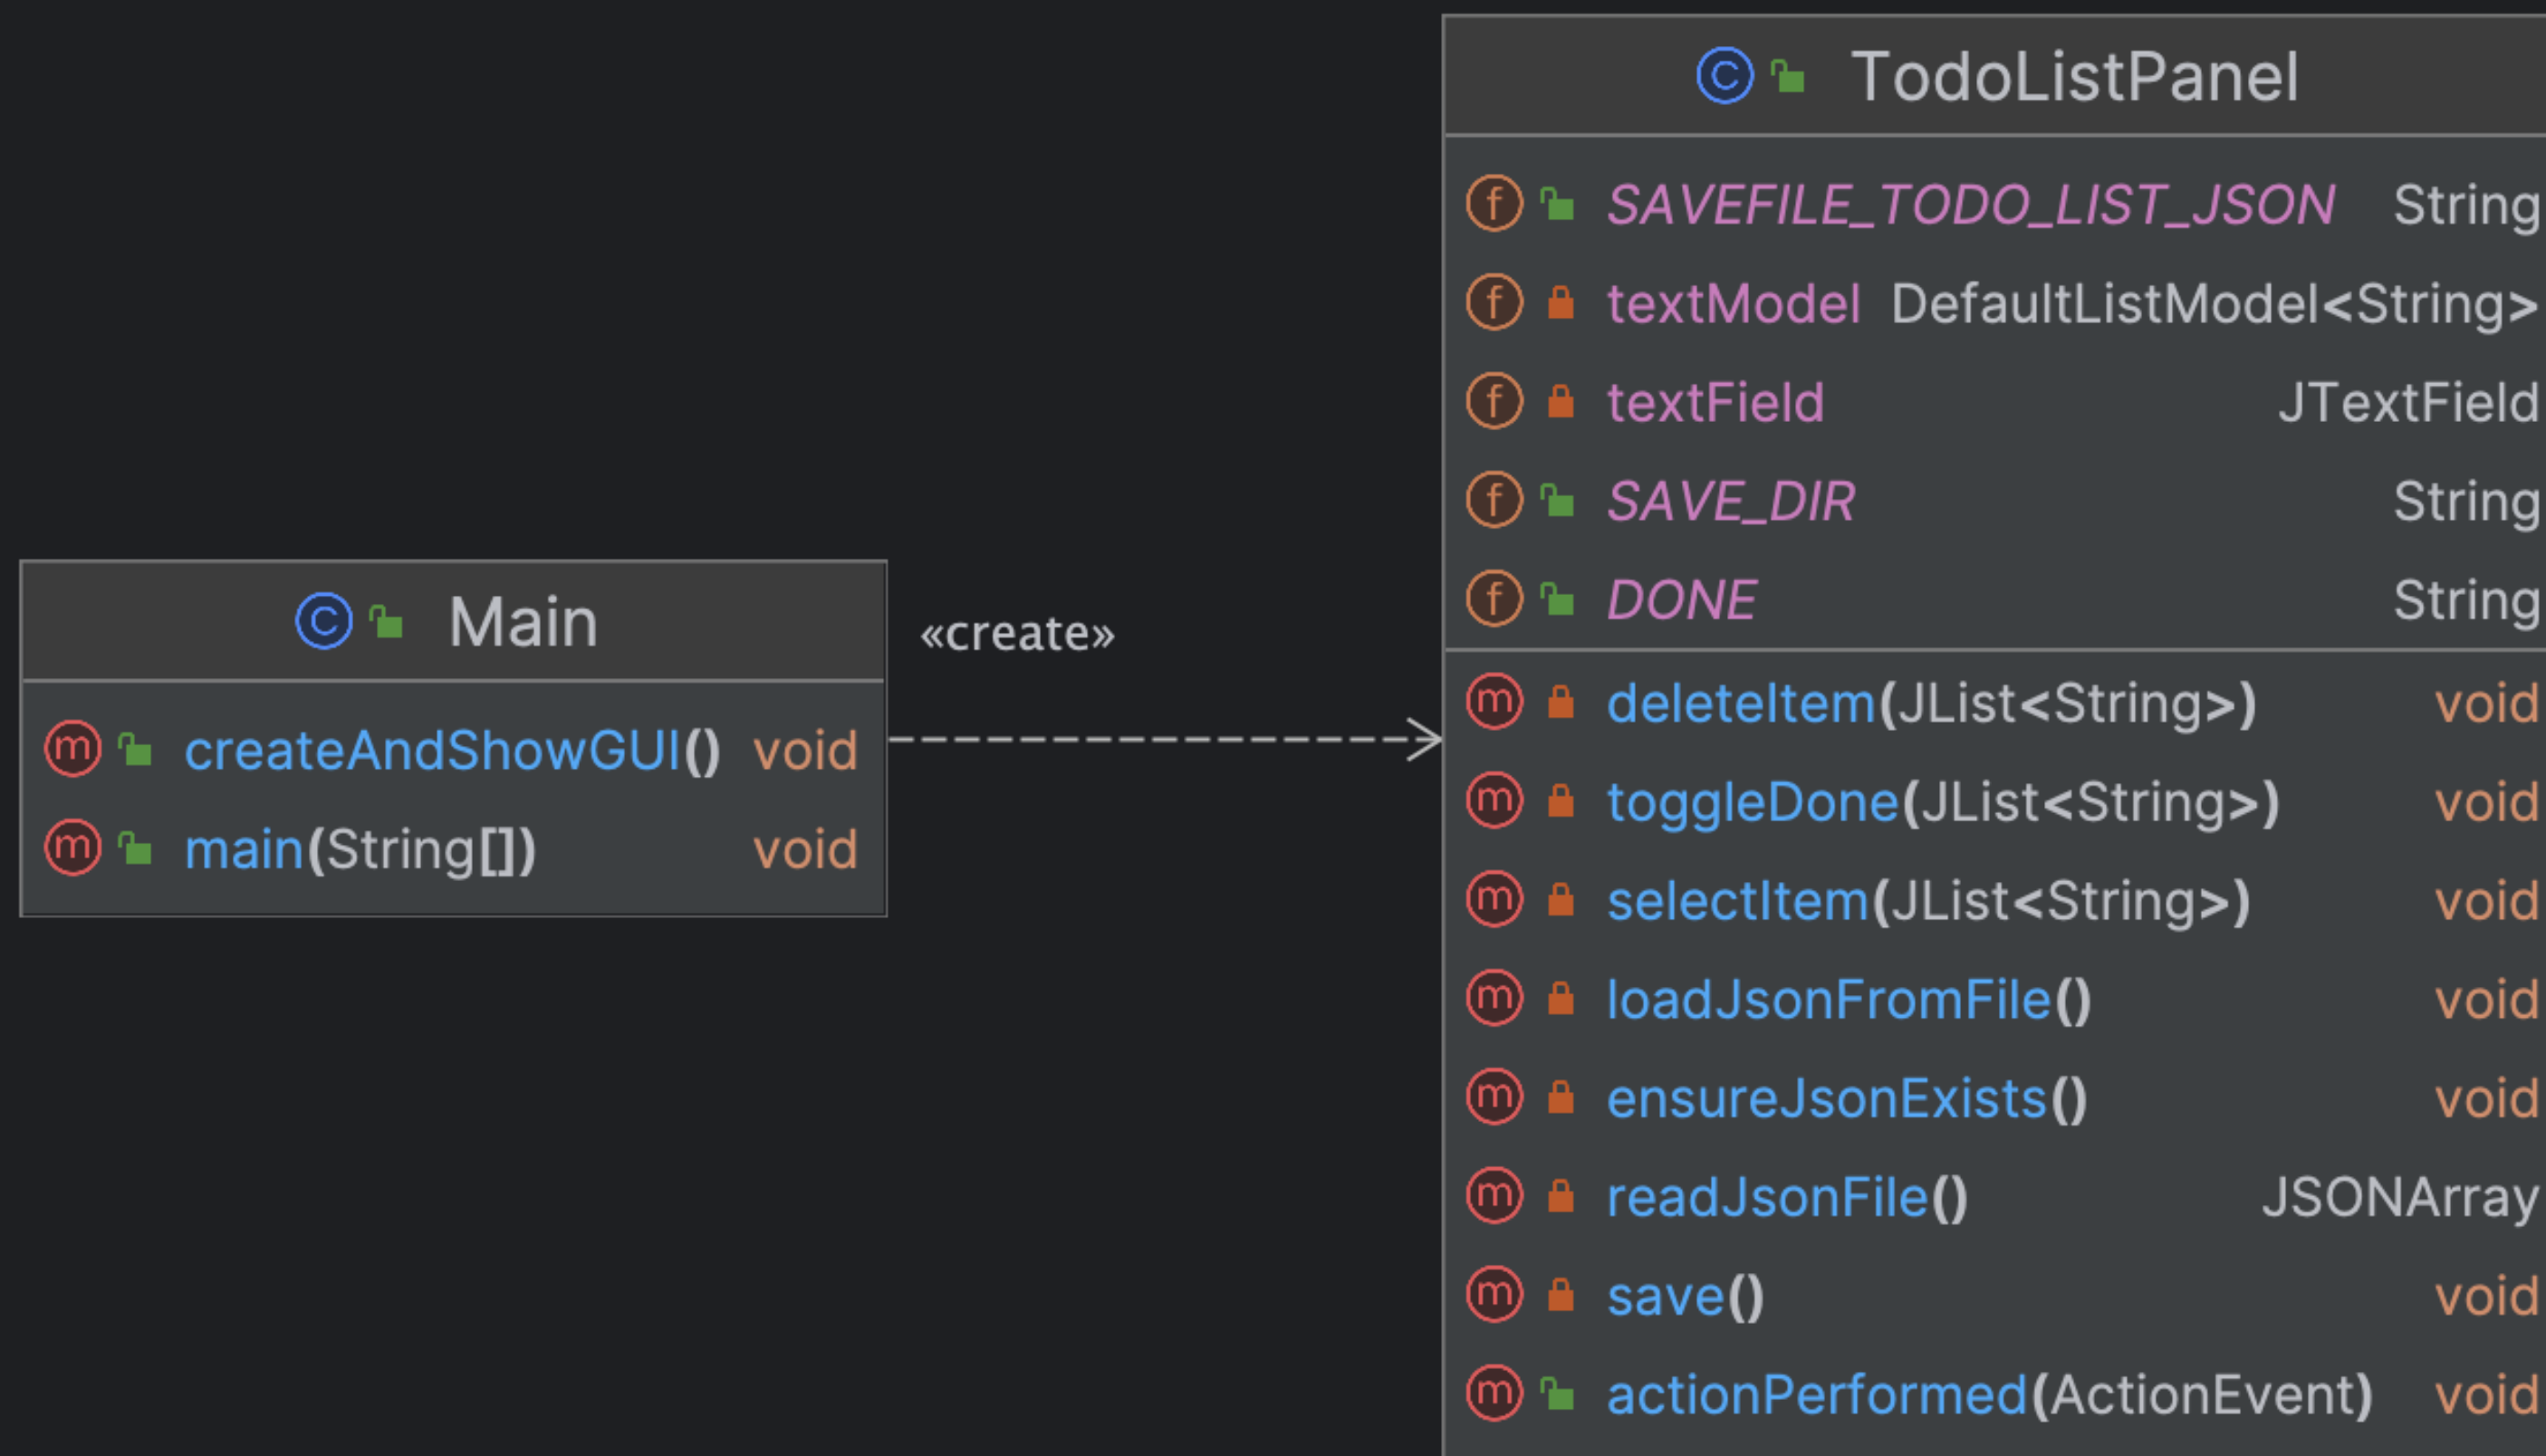 TodoListPanel
SAVEFILE_TODO_LIST_JSON String
textModel DefaultListModel<String>
textField JTextField
SAVE_DIR String
DONE String
deleteItem(JList<String>) void
toggleDone(JList<String>) void
selectItem(JList<String>) void
loadJsonFromFile() void
ensureJsonExists() void
readJsonFile() JSONArray
save() void
actionPerformed(ActionEvent) void
Main
createAndShowGUI() void
main(String[]) void
«create»